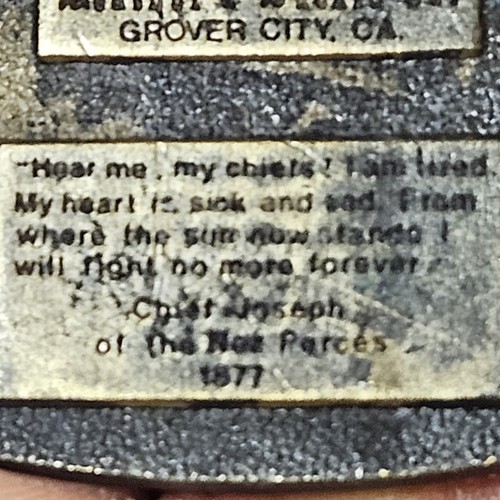 GROVER CITY, CA.
"Hear me, my chiefs! I am tired
My heart is sick and sad. From
where the sun now stands I
will fight no more forever
Chief Joseph
of the Nez Perces
1877